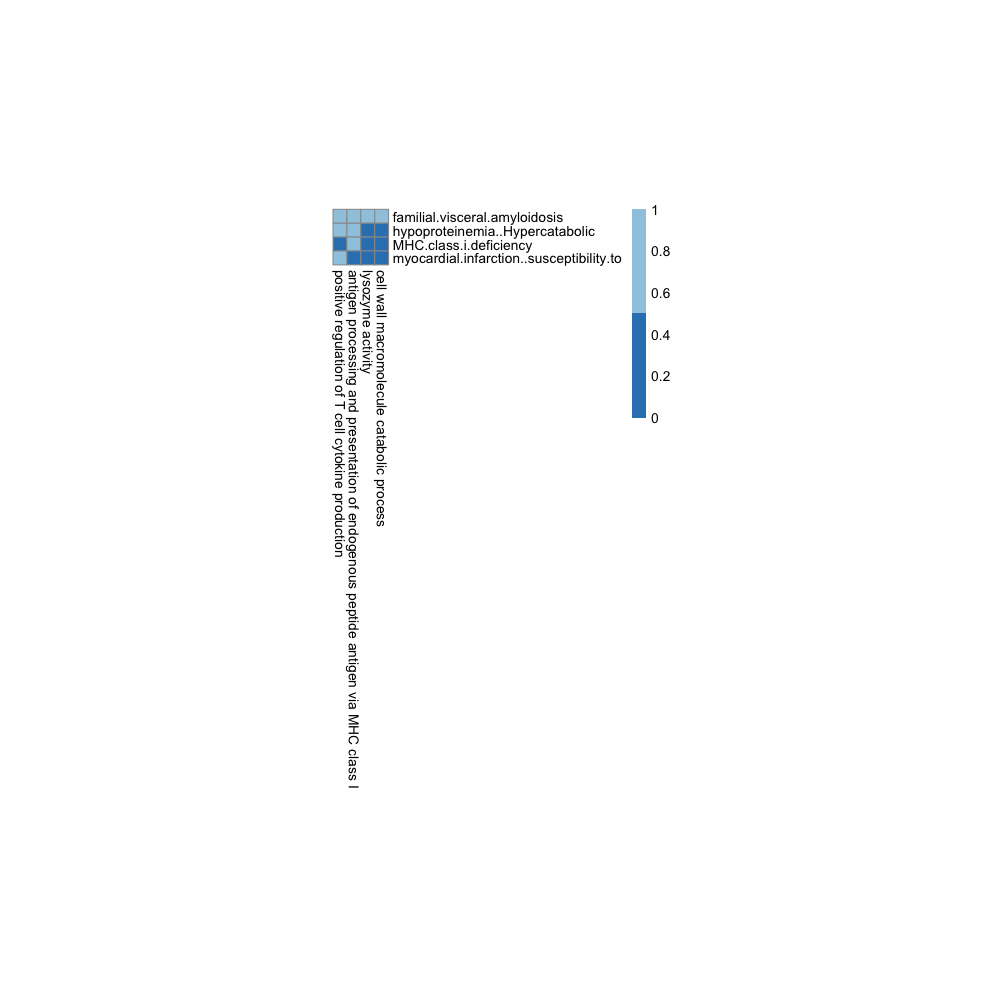 familial.visceral.amyloidosis
hypoproteinemia..Hypercatabolic
MHC.class.i.deficiency
myocardial.infarction..susceptibility.to
1
0.8
0.6
0.4
0.2
0
positive regulation of T cell cytokine production
antigen processing and presentation of endogenous peptide antigen via MHC class I
lysozyme activity
cell wall macromolecule catabolic process